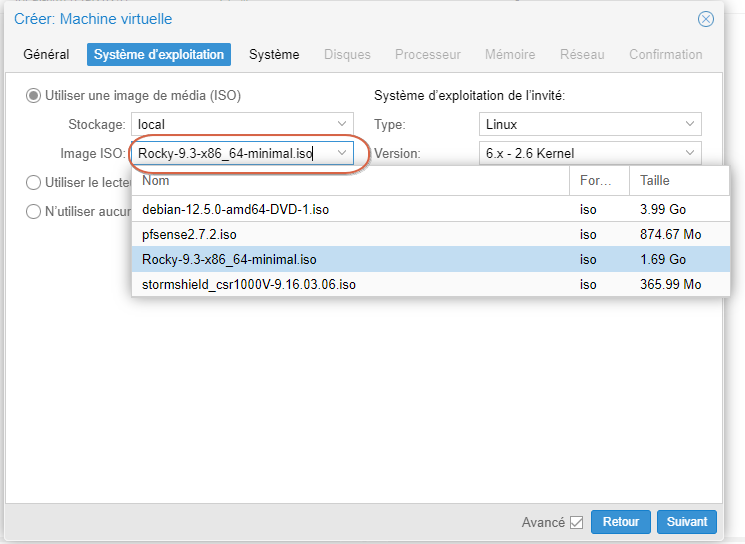 Créer: Machine virtuelle
Général Système d'exploitation Système Disques Processeur Mémoire Réseau Confirmation
Utiliser une image de média (ISO) Système d'exploitation de l'invité:
Stockage: local Type: Linux
Image ISO: Rocky-9.3-x86_64-minimal.iso Version: 6.x - 2.6 Kernel
Utiliser le lecte Nom For... Taille
N'utiliser aucur debian-12.5.0-amd64-DVD-1.iso iso 3.99 Go
pfsense2.7.2.iso iso 874.67 Mo
Rocky-9.3-x86_64-minimal.iso iso 1.69 Go
stormshield_csr1000V-9.16.03.06.iso iso 365.99 Mo
Avancé Retour Suivant